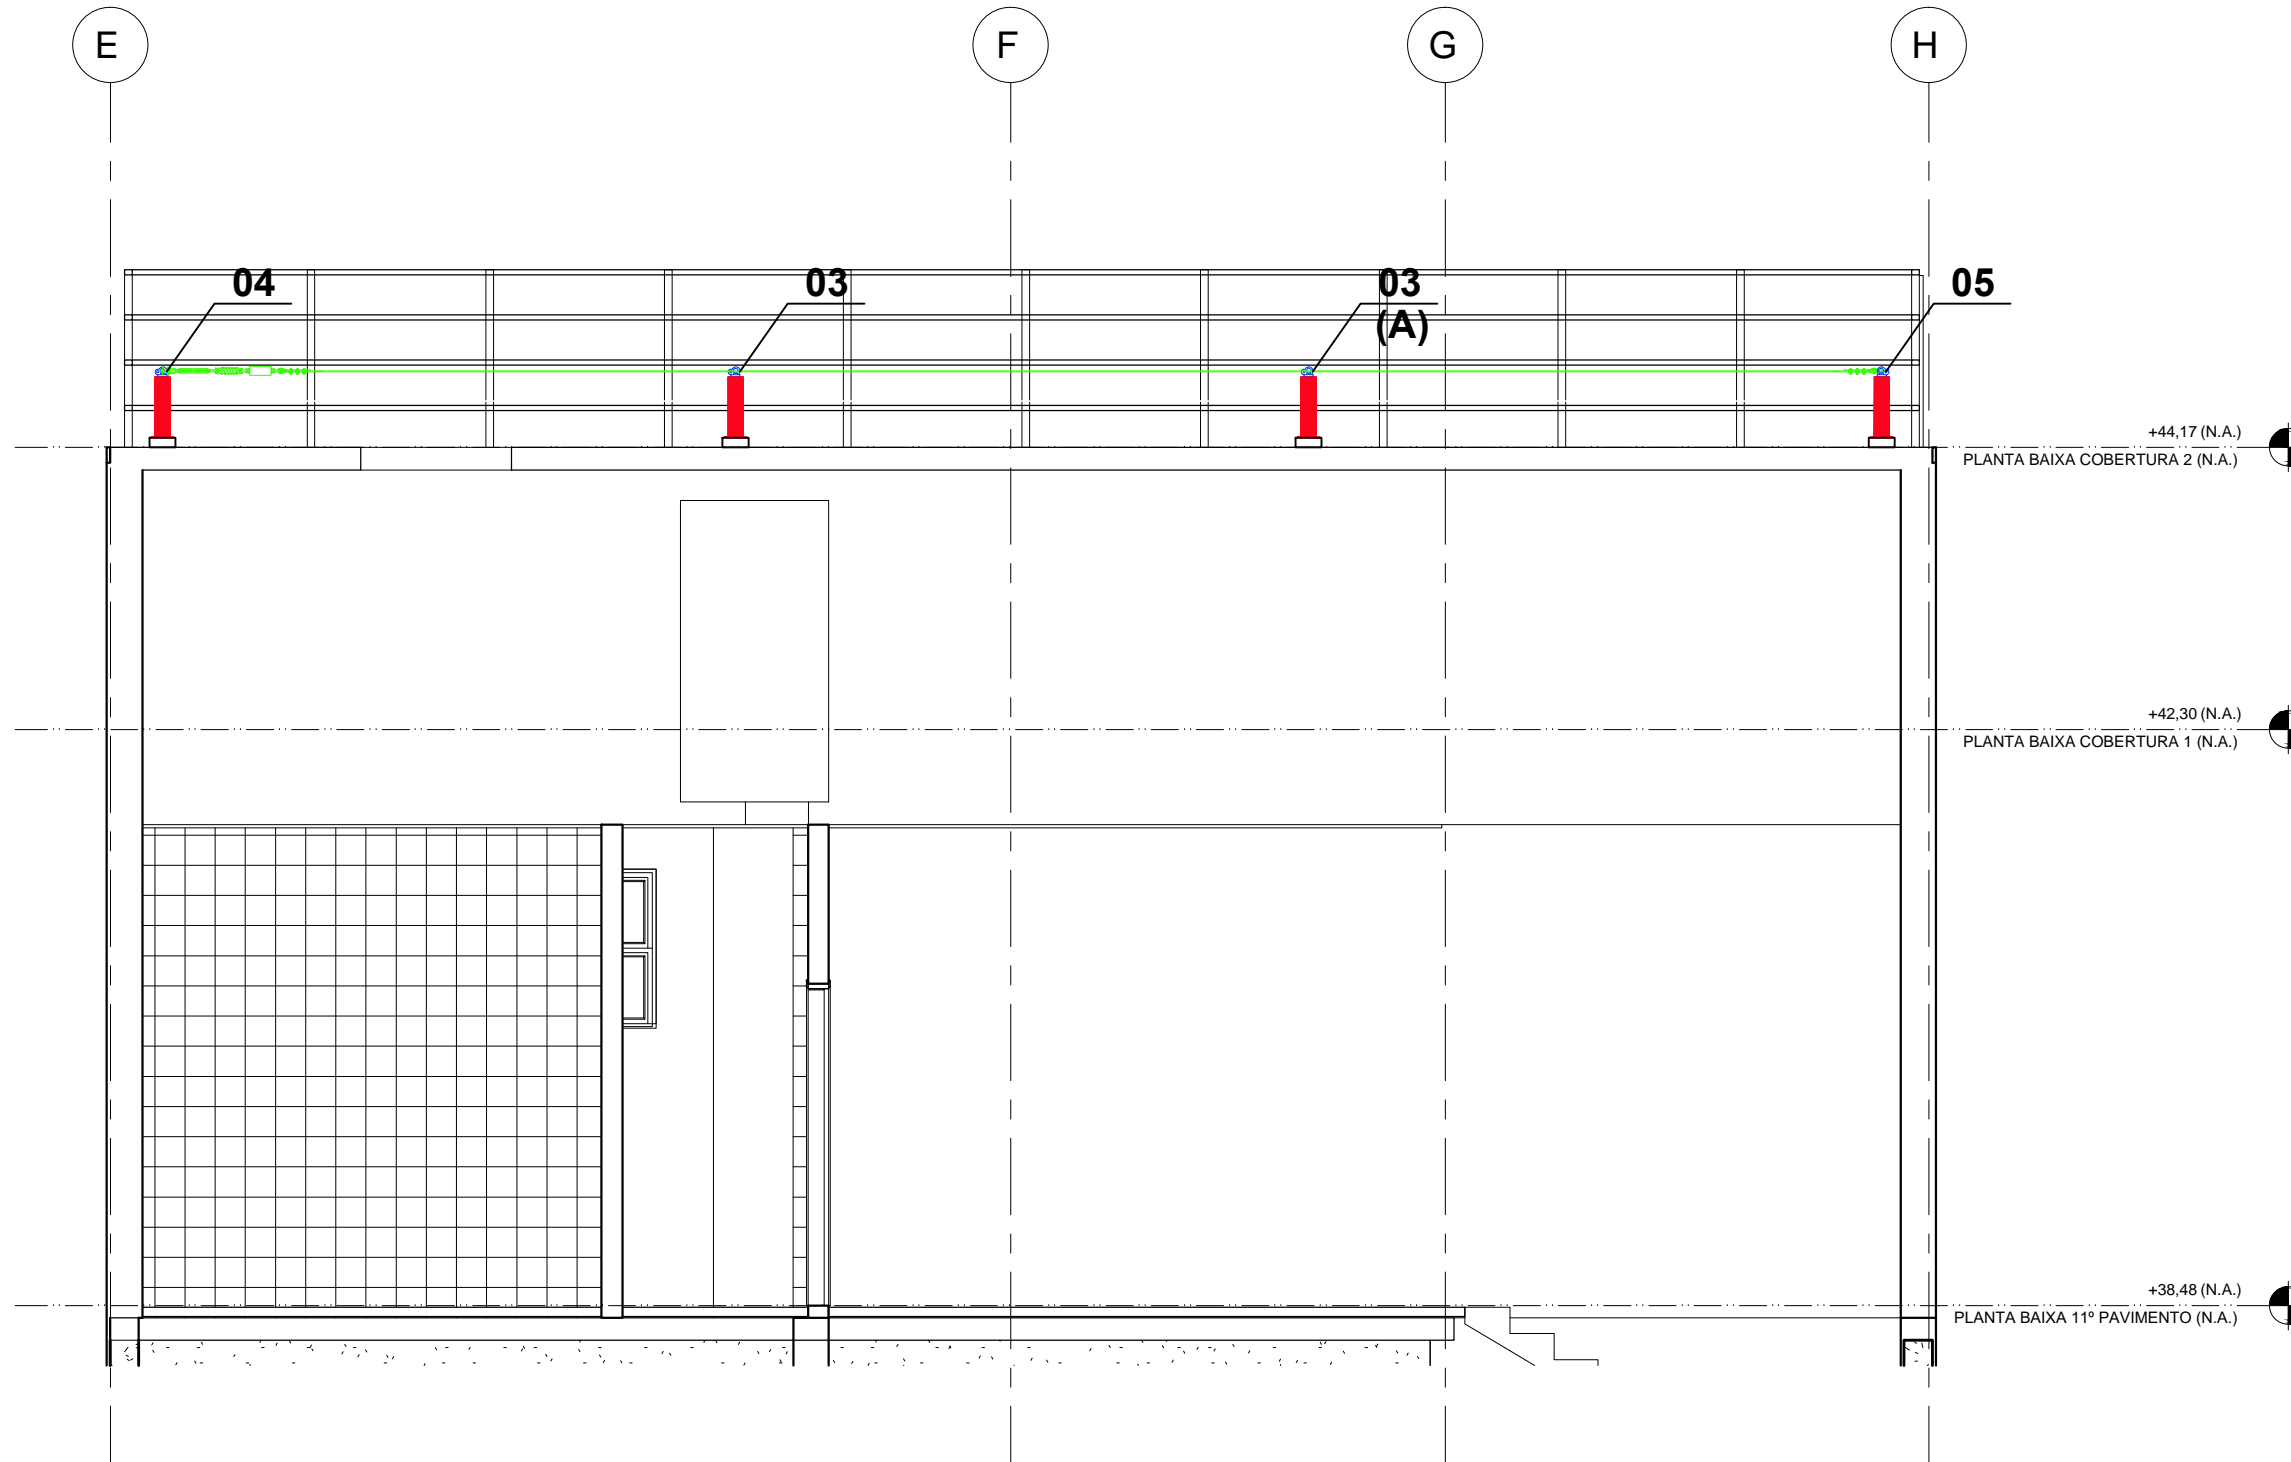 E
F
G
H
04
03
03
(A)
05
+44,17 (N.A.)
PLANTA BAIXA COBERTURA 2 (N.A.)
+42,30 (N.A.)
PLANTA BAIXA COBERTURA 1 (N.A.)
+38,48 (N.A.)
PLANTA BAIXA 11º PAVIMENTO (N.A.)